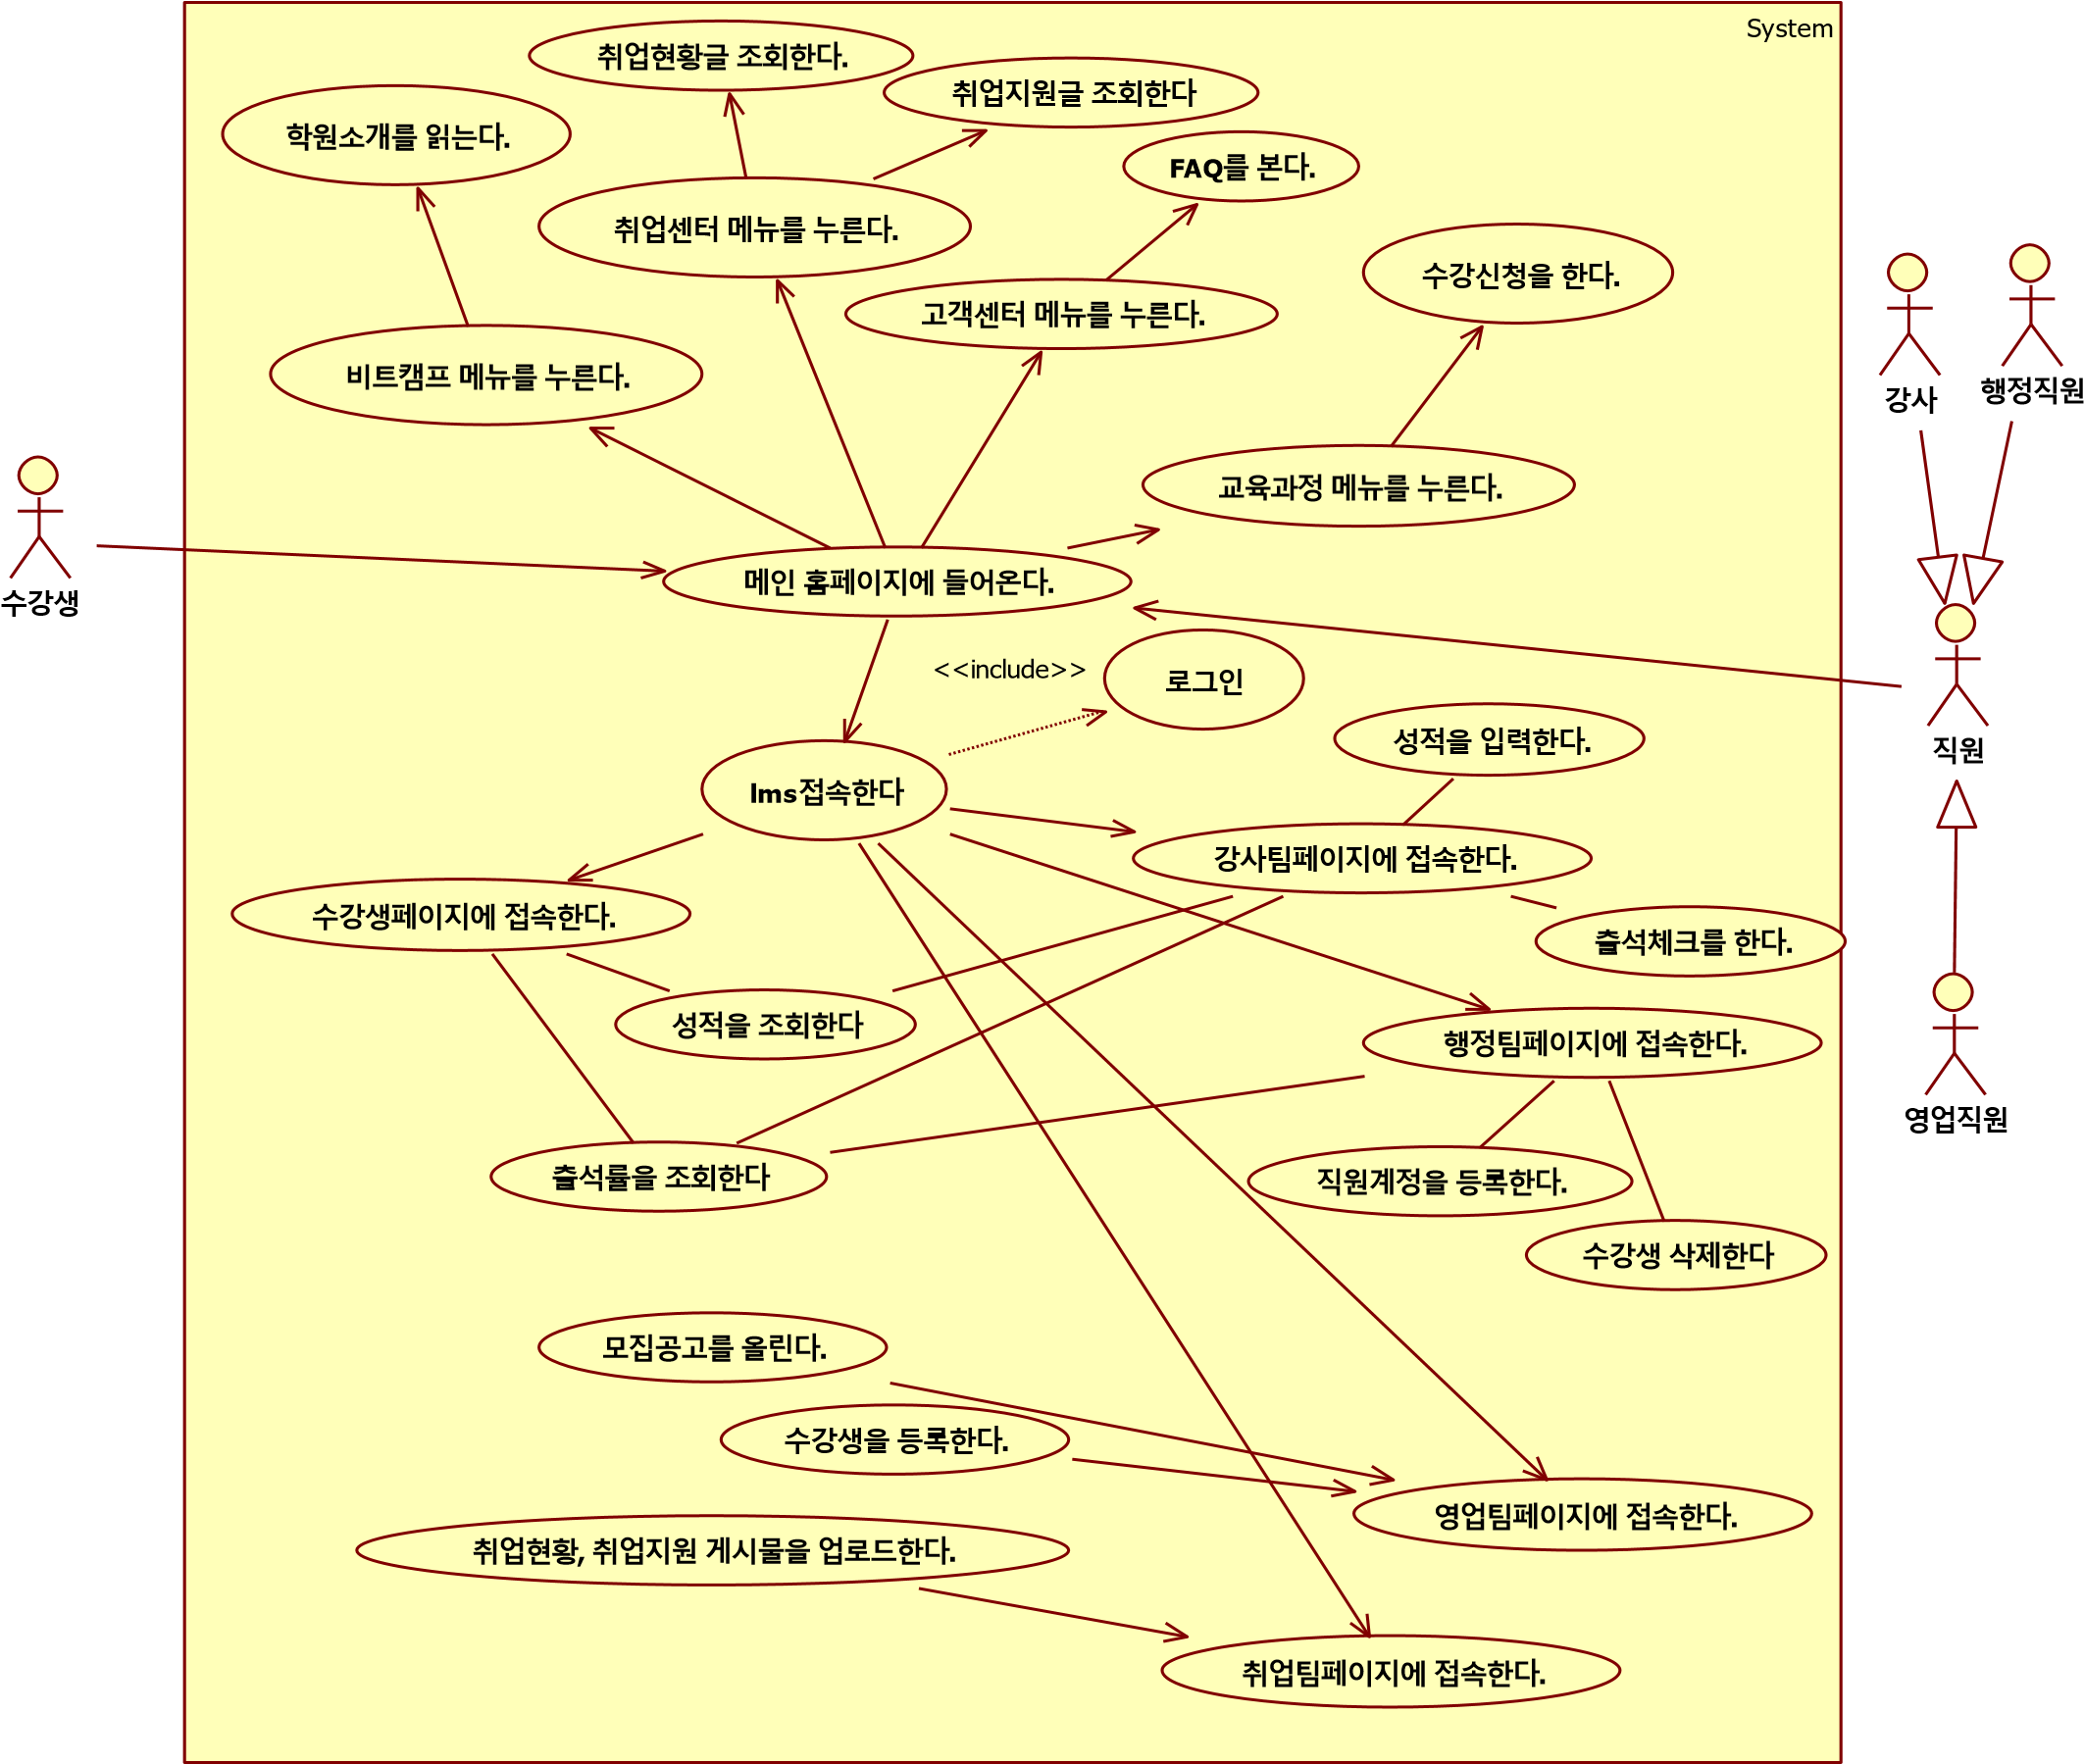 System
취업현황글 조회한다.
취업지원글 조회한다
학원소개를 읽는다.
FAQ를 본다.
취업센터 메뉴를 누른다.
수강신청을 한다.
고객센터 메뉴를 누른다.
비트캠프 메뉴를 누른다.
강사
행정직원
교육과정 메뉴를 누른다.
수강생
메인 홈페이지에 들어온다.
<<include>>
로그인
성적을 입력한다.
직원
lms접속한다
강사팀페이지에 접속한다.
수강생페이지에 접속한다.
출석체크를 한다.
성적을 조회한다
행정팀페이지에 접속한다.
영업직원
출석률을 조회한다
직원계정을 등록한다.
수강생 삭제한다
모집공고를 올린다.
수강생을 등록한다.
영업팀페이지에 접속한다.
취업현황, 취업지원 게시물을 업로드한다.
취업팀페이지에 접속한다.